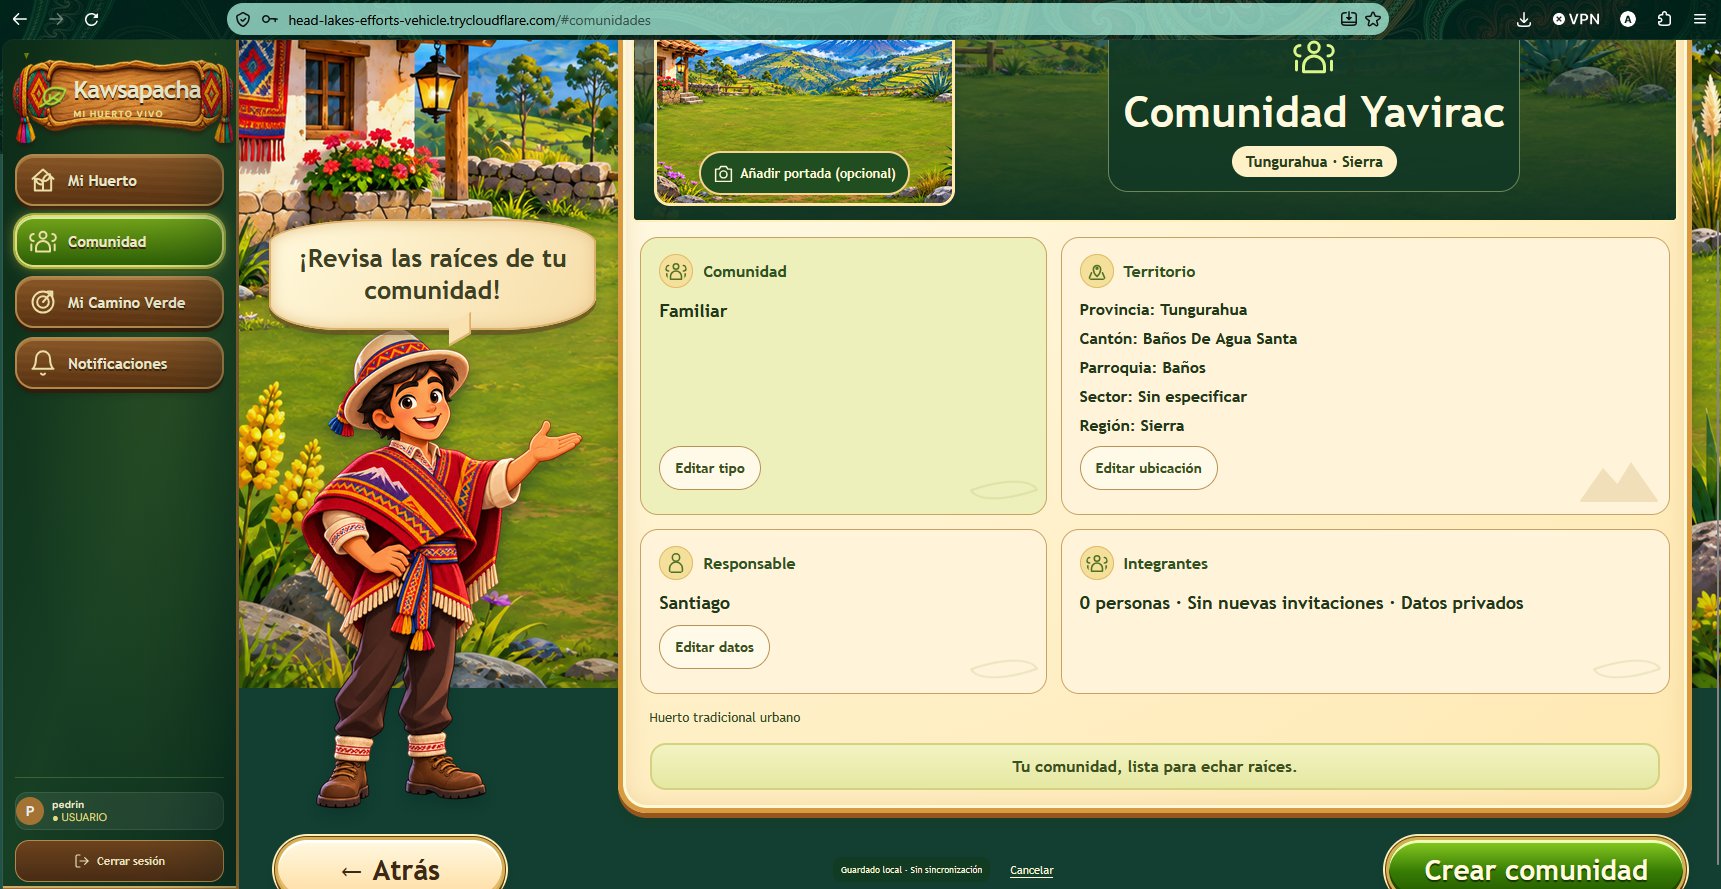 head-lakes-efforts-vehicle.trycloudflare.com/#comunidades
VPN
A
Kawsapacha
MI HUERTO VIVO
Mi Huerto
Comunidad
Mi Camino Verde
Notificaciones
P
pedrin
USUARIO
Cerrar sesión
¡Revisa las raíces de tu
comunidad!
Añadir portada (opcional)
Comunidad Yavirac
Tungurahua · Sierra
Comunidad
Familiar
Editar tipo
Territorio
Provincia: Tungurahua
Cantón: Baños De Agua Santa
Parroquia: Baños
Sector: Sin especificar
Región: Sierra
Editar ubicación
Responsable
Santiago
Editar datos
Integrantes
0 personas · Sin nuevas invitaciones · Datos privados
Huerto tradicional urbano
Tu comunidad, lista para echar raíces.
← Atrás
Guardado local · Sin sincronización
Cancelar
Crear comunidad